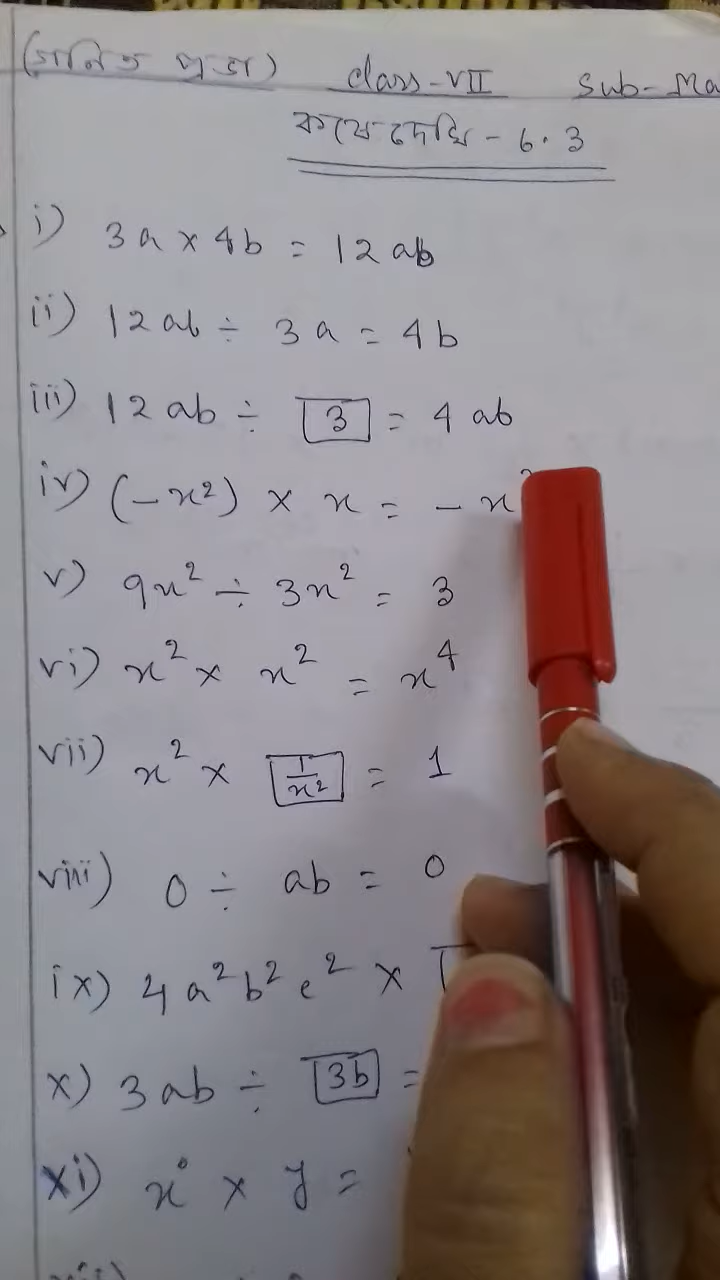 (গনিত প্রভা) Class-VII Sub-Ma
কষে দেখি - 6.3
i) 3a × 4b = 12ab
ii) 12ab ÷ 3a = 4b
iii) 12ab ÷ 3 = 4ab
iv) (-x²) × x = -x
v) 9x² ÷ 3x² = 3
vi) x² × x² = x⁴
vii) x² × 1/x² = 1
viii) 0 ÷ ab = 0
ix) 4a²b²c² ×
x) 3ab ÷ 3b =
xi) x° × y =